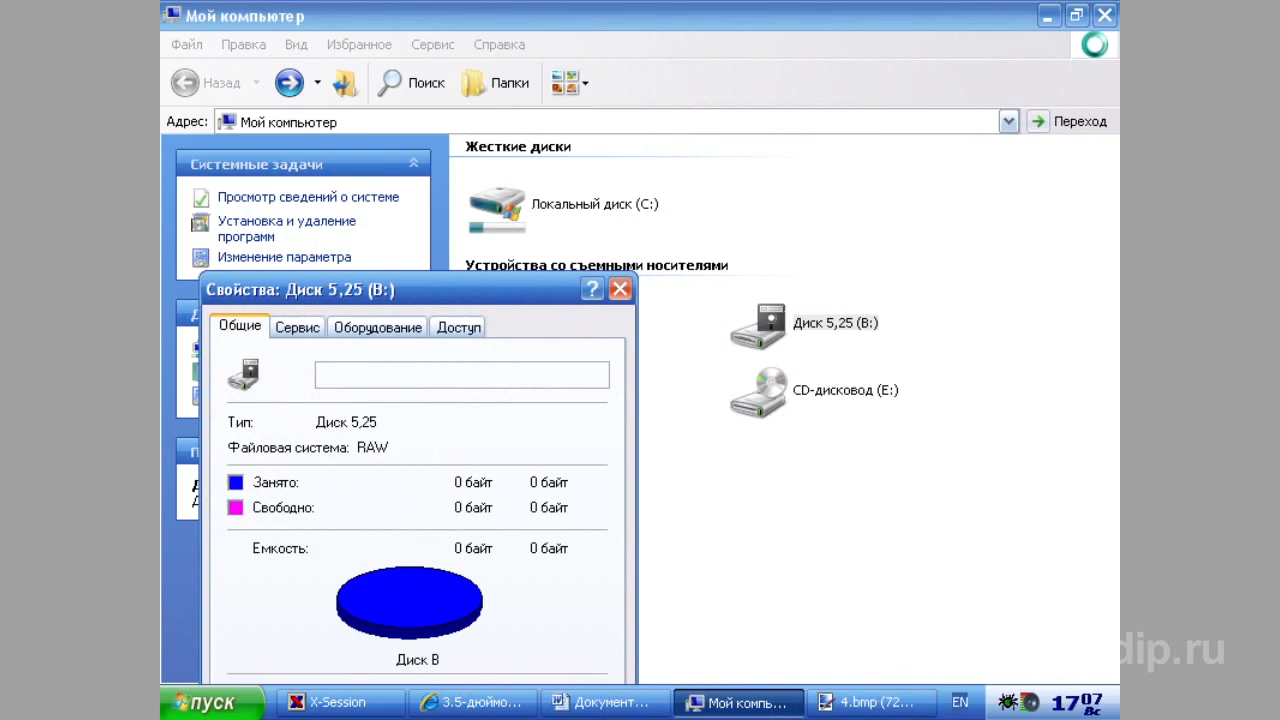 Мой компьютер
Файл Правка Вид Избранное Сервис Справка
Назад Поиск Папки
Адрес: Мой компьютер Переход
Системные задачи
Просмотр сведений о системе
Установка и удаление
программ
Изменение параметра
Жесткие диски
Локальный диск (C:)
Устройства со съемными носителями
Диск 5,25 (B:)
CD-дисковод (E:)
Свойства: Диск 5,25 (B:)
Общие Сервис Оборудование Доступ
Тип: Диск 5,25
Файловая система: RAW
Занято: 0 байт 0 байт
Свободно: 0 байт 0 байт
Емкость: 0 байт 0 байт
Диск B
dip.ru
пуск X-Session 3.5-дюймо... Документ... Мой компь... 4.bmp (72... EN 17 07 Вс